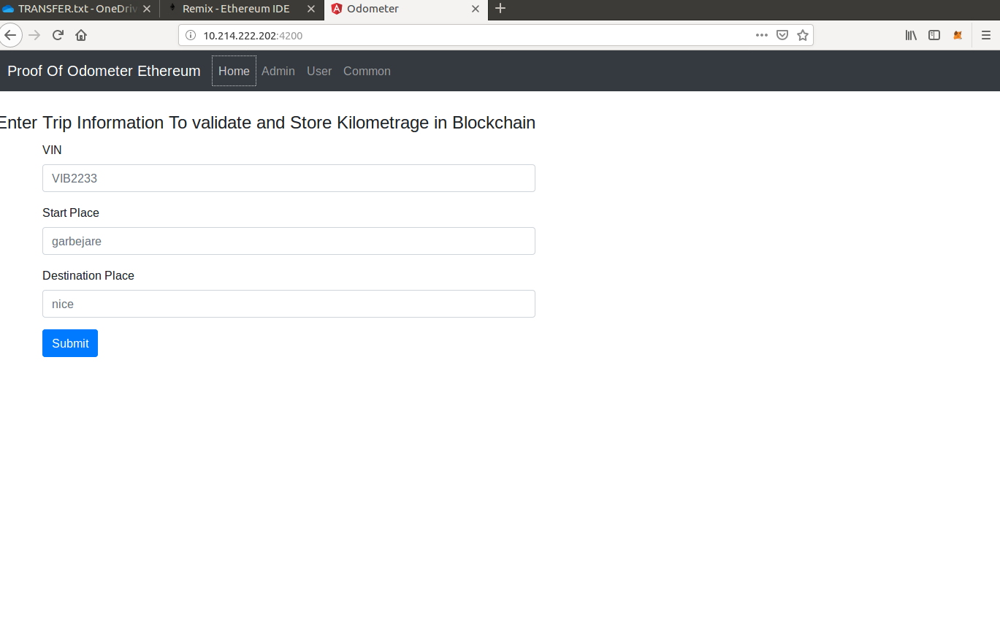 TRANSFER.txt - OneDriv
Remix - Ethereum IDE
Odometer
10.214.222.202:4200
Proof Of Odometer Ethereum Home Admin User Common
Enter Trip Information To validate and Store Kilometrage in Blockchain
VIN
VIB2233
Start Place
garbejare
Destination Place
nice
Submit